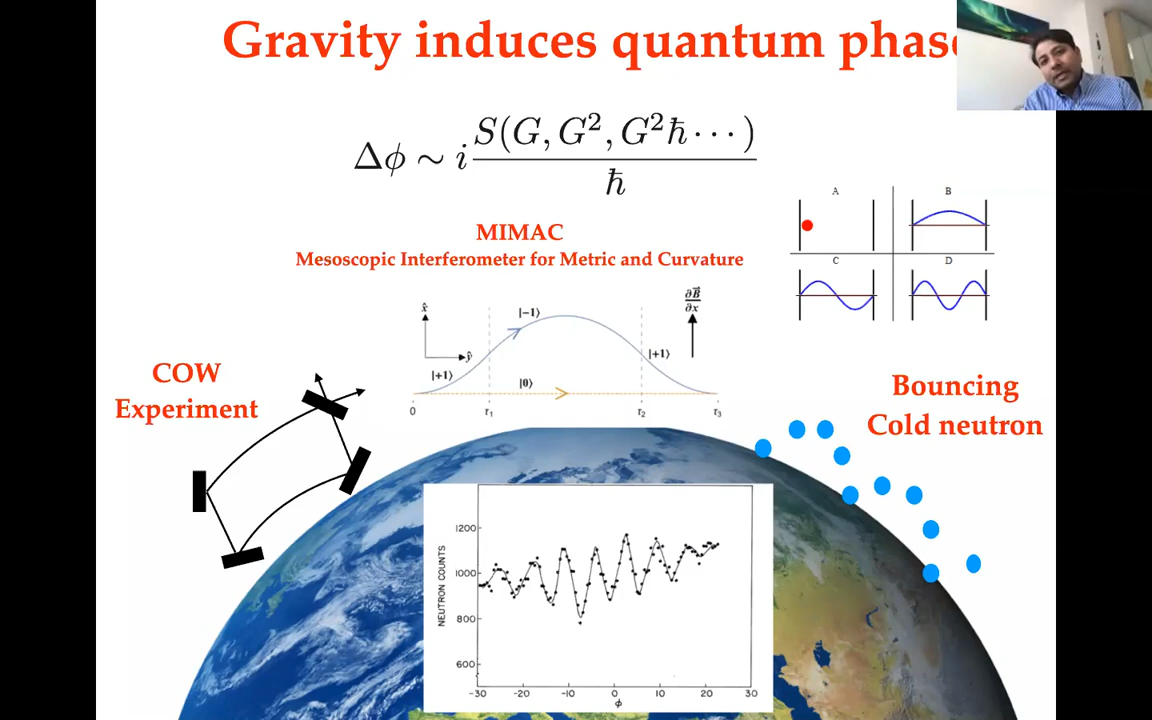 Gravity induces quantum phase
Δϕ ∼ i S(G, G², G²ħ ⋯) / ħ
MIMAC
Mesoscopic Interferometer for Metric and Curvature
A
B
C
D
∂B⃗
∂x
x̂
ŷ
|−1⟩
|+1⟩
|+1⟩
|0⟩
0
τ₁
τ₂
τ₃
COW
Experiment
Bouncing
Cold neutron
NEUTRON COUNTS
1200
1000
800
600
−30 −20 −10 0 10 20 30
ϕ